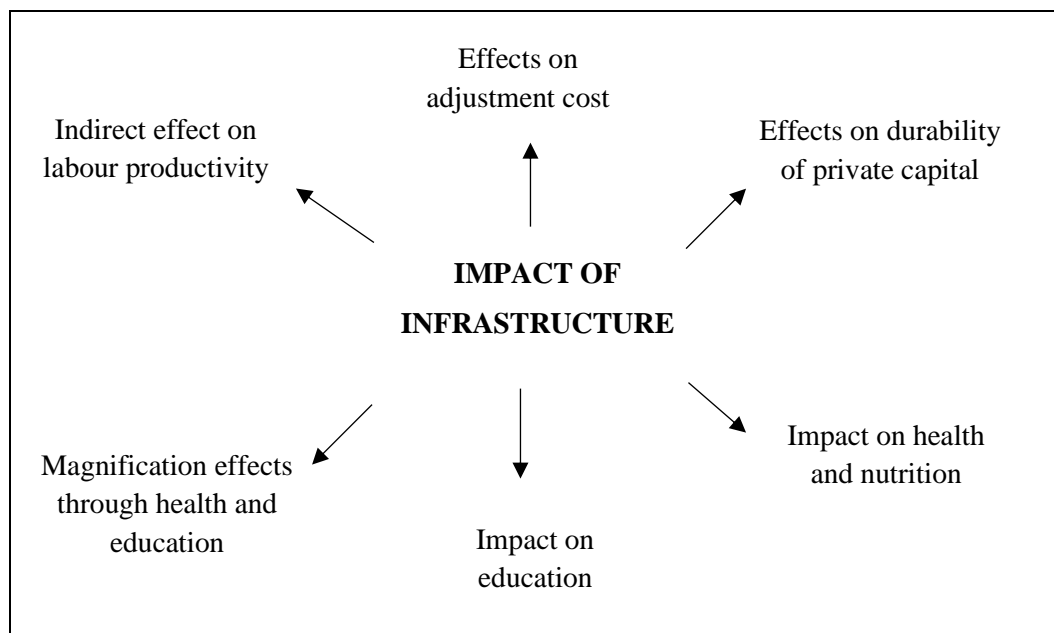 Effects on
adjustment cost
Indirect effect on
labour productivity
Effects on durability
of private capital
IMPACT OF
INFRASTRUCTURE
Magnification effects
through health and
education
Impact on
education
Impact on health
and nutrition